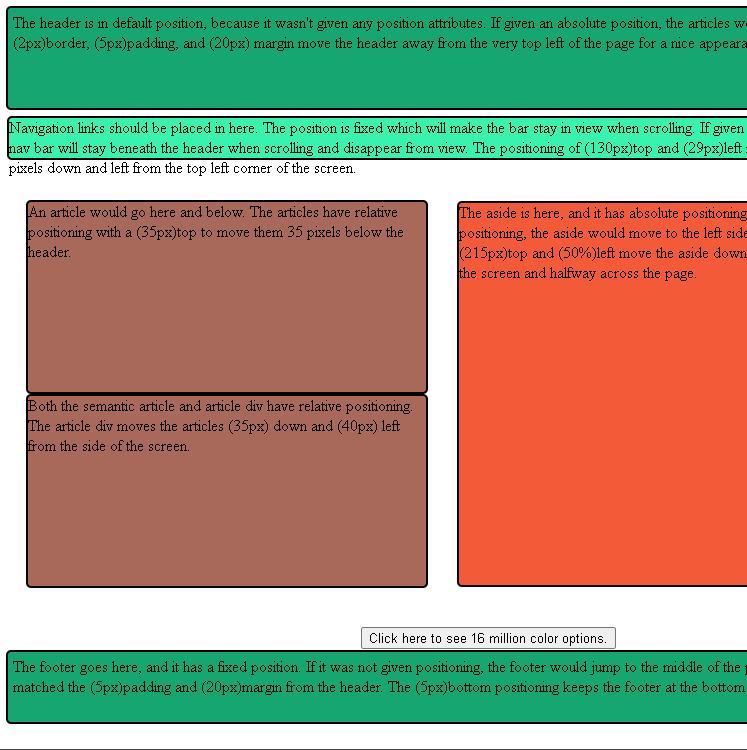 The header is in default position, because it wasn't given any position attributes. If given an absolute position, the articles
(2px)border, (5px)padding, and (20px) margin move the header away from the very top left of the page for a nice
Navigation links should be placed in here. The position is fixed which will make the bar stay in view when scrolling. If given
nav bar will stay beneath the header when scrolling and disappear from view. The positioning of (130px)top and (29px)left
pixels down and left from the top left corner of the screen.
An article would go here and below. The articles have relative
positioning with a (35px)top to move them 35 pixels below the
header.
The aside is here, and it has absolute positioning
positioning, the aside would move to the left side
(215px)top and (50%)left move the aside down
the screen and halfway across the page.
Both the semantic article and article div have relative positioning.
The article div moves the articles (35px) down and (40px) left
from the side of the screen.
Click here to see 16 million color options.
The footer goes here, and it has a fixed position. If it was not given positioning, the footer would jump to the middle of the
matched the (5px)padding and (20px)margin from the header. The (5px)bottom positioning keeps the footer at the bottom